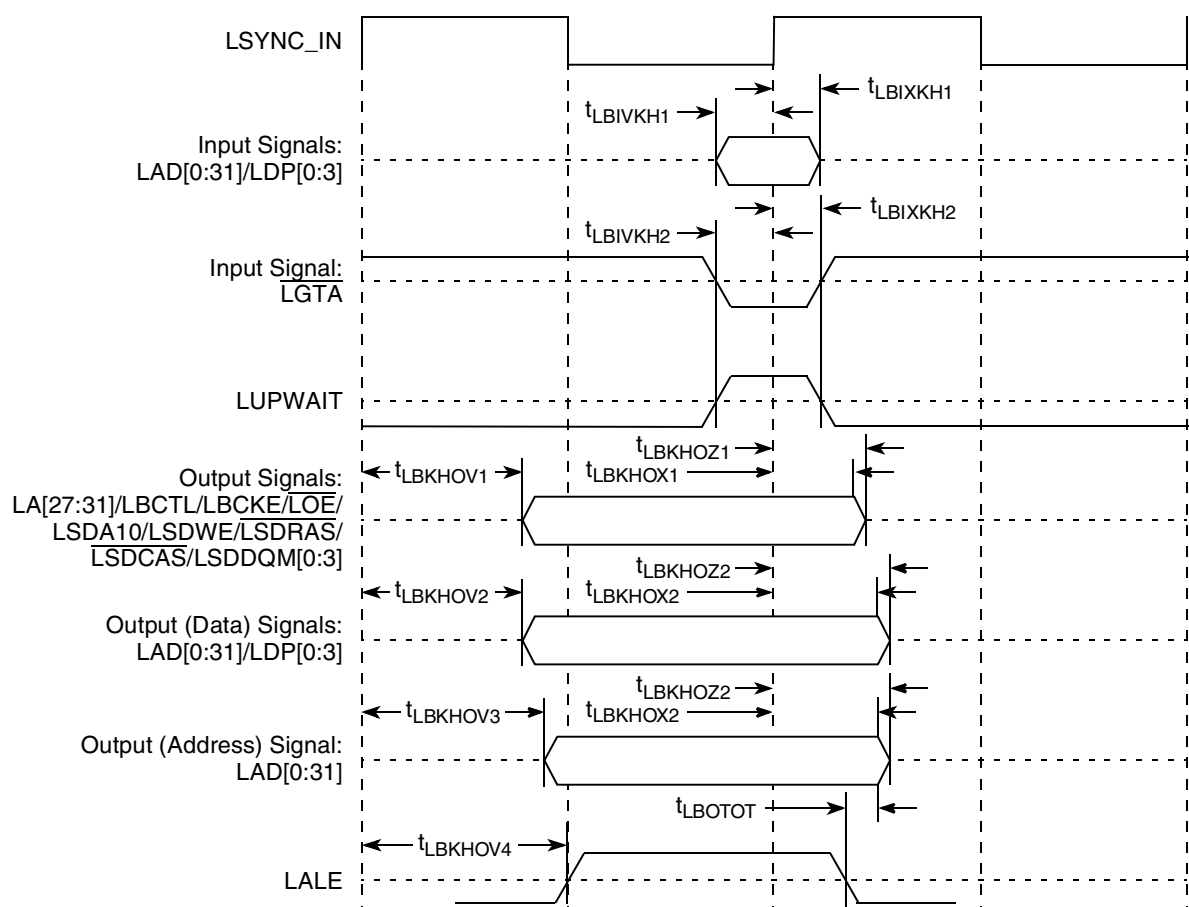 LSYNC_IN
tLBIXKH1
tLBIVKH1
Input Signals:
LAD[0:31]/LDP[0:3]
tLBIXKH2
tLBIVKH2
Input Signal:
LGTA
LUPWAIT
tLBKHOZ1
tLBKHOV1
tLBKHOX1
Output Signals:
LA[27:31]/LBCTL/LBCKE/LOE/
LSDA10/LSDWE/LSDRAS/
LSDCAS/LSDDQM[0:3]
tLBKHOZ2
tLBKHOV2
tLBKHOX2
Output (Data) Signals:
LAD[0:31]/LDP[0:3]
tLBKHOZ2
tLBKHOV3
tLBKHOX2
Output (Address) Signal:
LAD[0:31]
tLBOTOT
tLBKHOV4
LALE